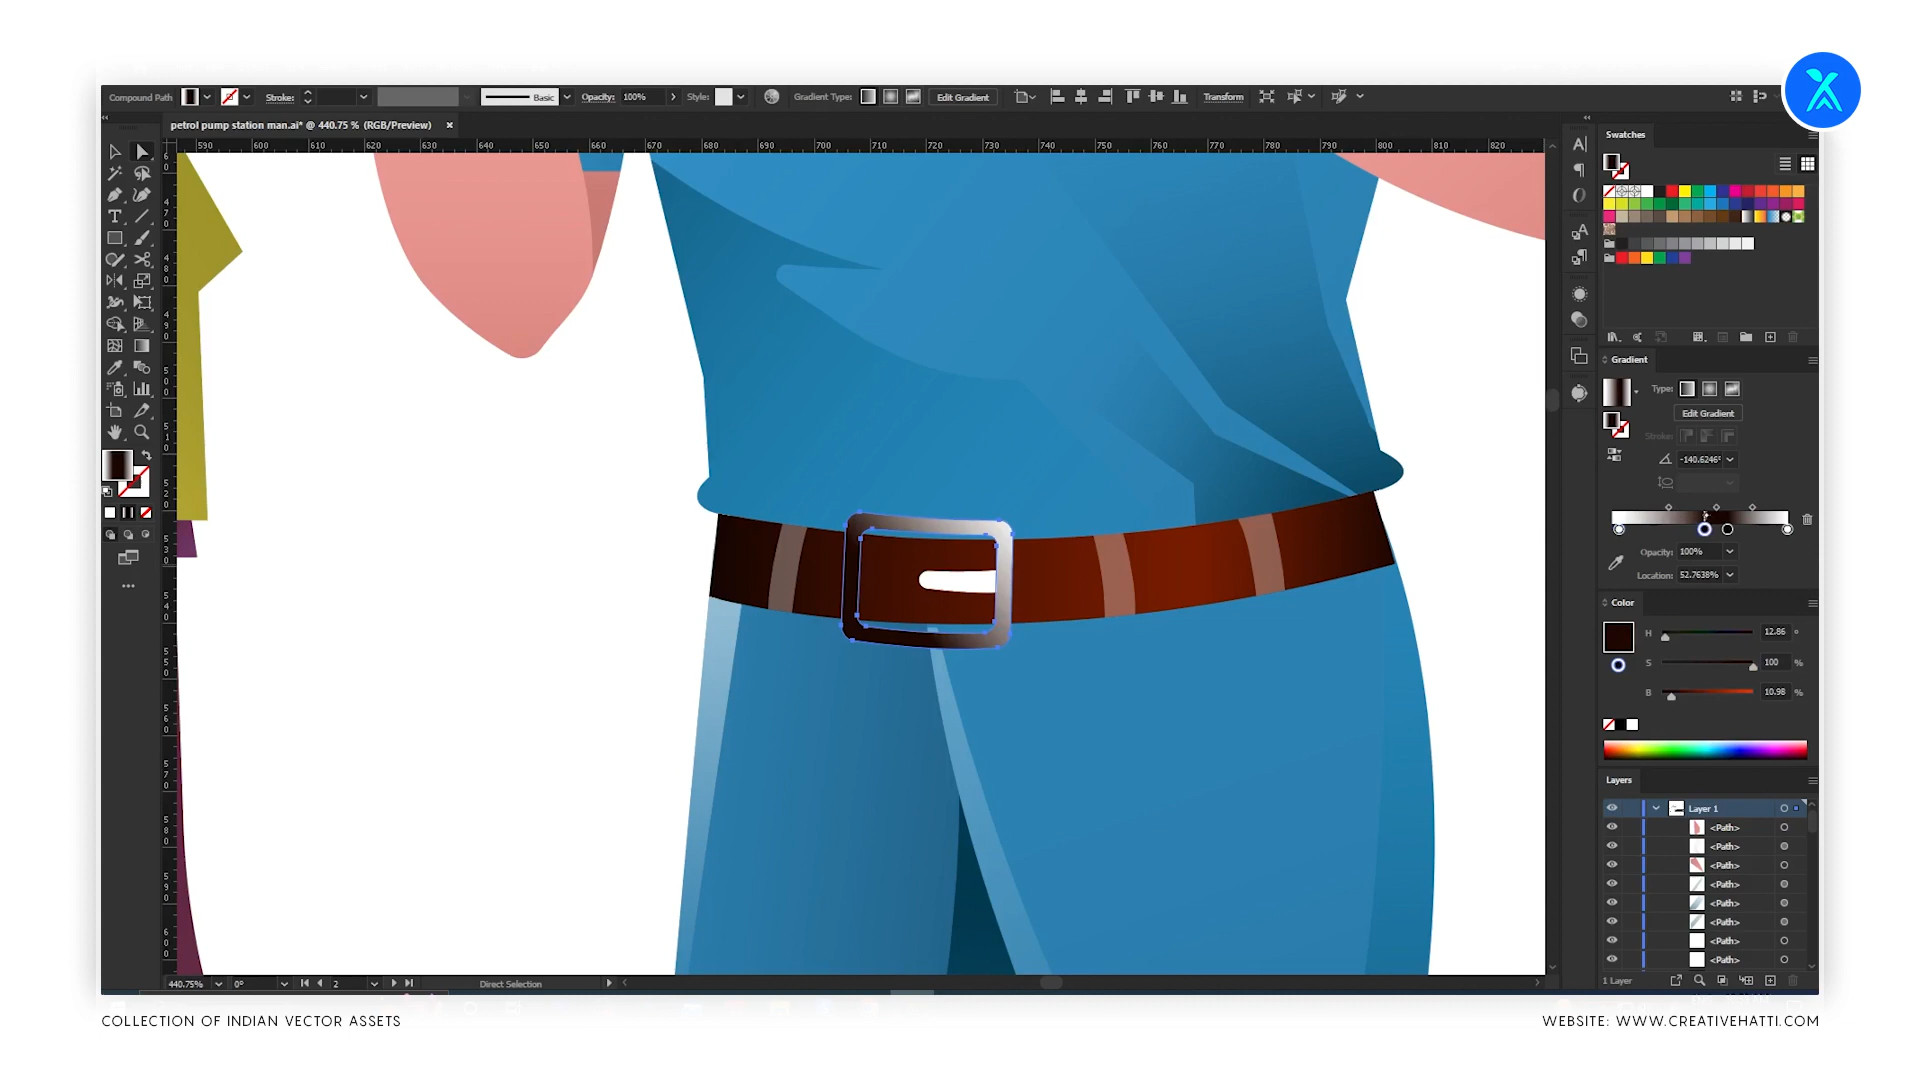 Compound Path Stroke: Basic Opacity: 100% Style: Gradient Type: Edit Gradient Transform
petrol pump station man.ai* @ 440.75 % (RGB/Preview)
590 600 610 620 630 640 650 660 670 680 690 700 710 720 730 740 750 760 770 780 790 800 810 820
Swatches
Gradient
Type:
Edit Gradient
Stroke:
-140.6246°
Opacity: 100%
Location: 52.7638%
Color
H 12.86 °
S 100 %
B 10.98 %
Layers
Layer 1
<Path>
<Path>
<Path>
<Path>
<Path>
<Path>
<Path>
<Path>
1 Layer
440.75% 0° 2 Direct Selection
COLLECTION OF INDIAN VECTOR ASSETS
WEBSITE: WWW.CREATIVEHATTI.COM